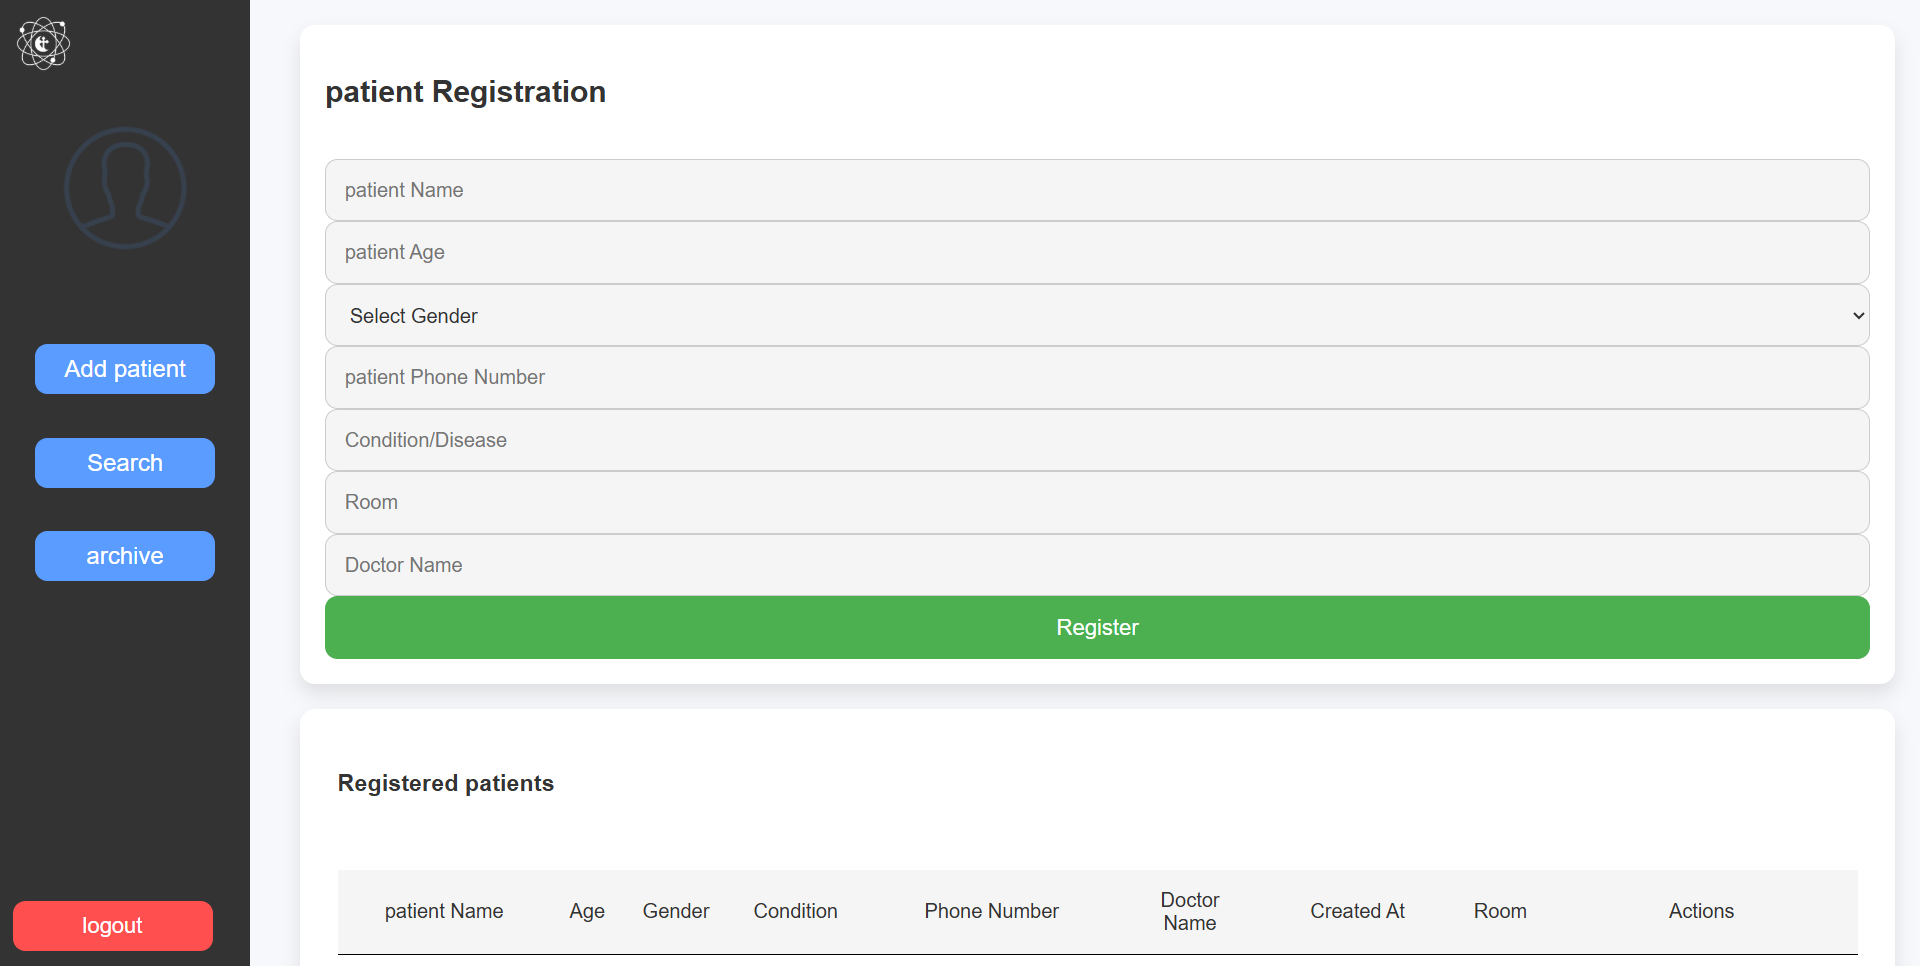 patient Registration
patient Name
patient Age
Select Gender
patient Phone Number
Condition/Disease
Room
Doctor Name
Register
Add patient
Search
archive
logout
Registered patients
patient Name Age Gender Condition Phone Number Doctor Name Created At Room Actions